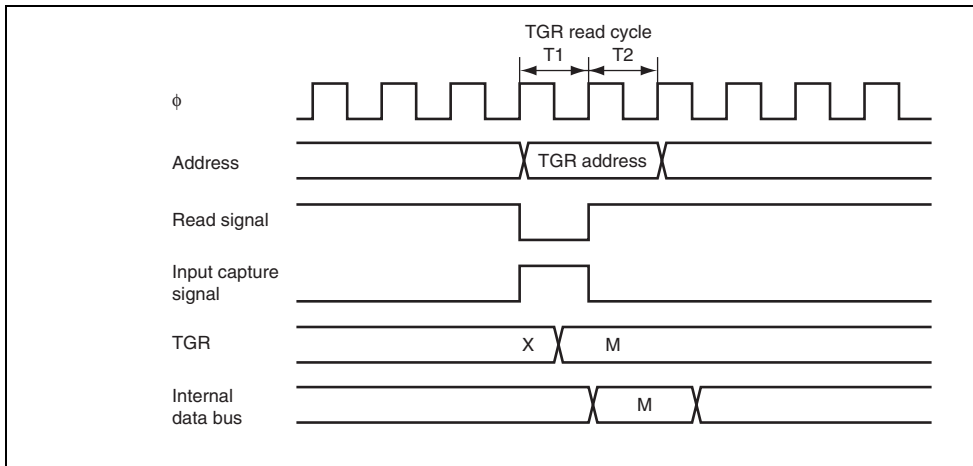 TGR read cycle
T1 T2
ϕ
Address
TGR address
Read signal
Input capture
signal
TGR
X M
Internal
data bus
M